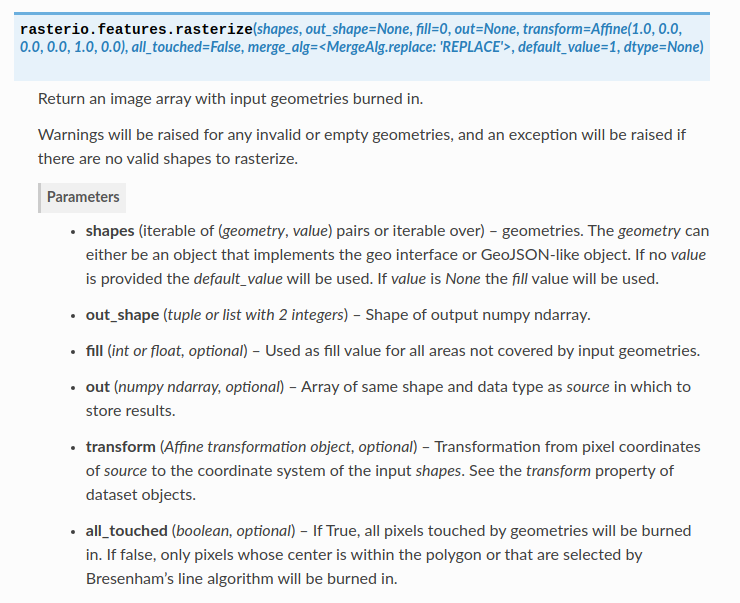 rasterio.features.rasterize(shapes, out_shape=None, fill=0, out=None, transform=Affine(1.0, 0.0,
0.0, 0.0, 1.0, 0.0), all_touched=False, merge_alg=<MergeAlg.replace: 'REPLACE'>, default_value=1, dtype=None)
Return an image array with input geometries burned in.
Warnings will be raised for any invalid or empty geometries, and an exception will be raised if
there are no valid shapes to rasterize.
Parameters
• shapes (iterable of (geometry, value) pairs or iterable over) – geometries. The geometry can
either be an object that implements the geo interface or GeoJSON-like object. If no value
is provided the default_value will be used. If value is None the fill value will be used.
• out_shape (tuple or list with 2 integers) – Shape of output numpy ndarray.
• fill (int or float, optional) – Used as fill value for all areas not covered by input geometries.
• out (numpy ndarray, optional) – Array of same shape and data type as source in which to
store results.
• transform (Affine transformation object, optional) – Transformation from pixel coordinates
of source to the coordinate system of the input shapes. See the transform property of
dataset objects.
• all_touched (boolean, optional) – If True, all pixels touched by geometries will be burned
in. If false, only pixels whose center is within the polygon or that are selected by
Bresenham’s line algorithm will be burned in.